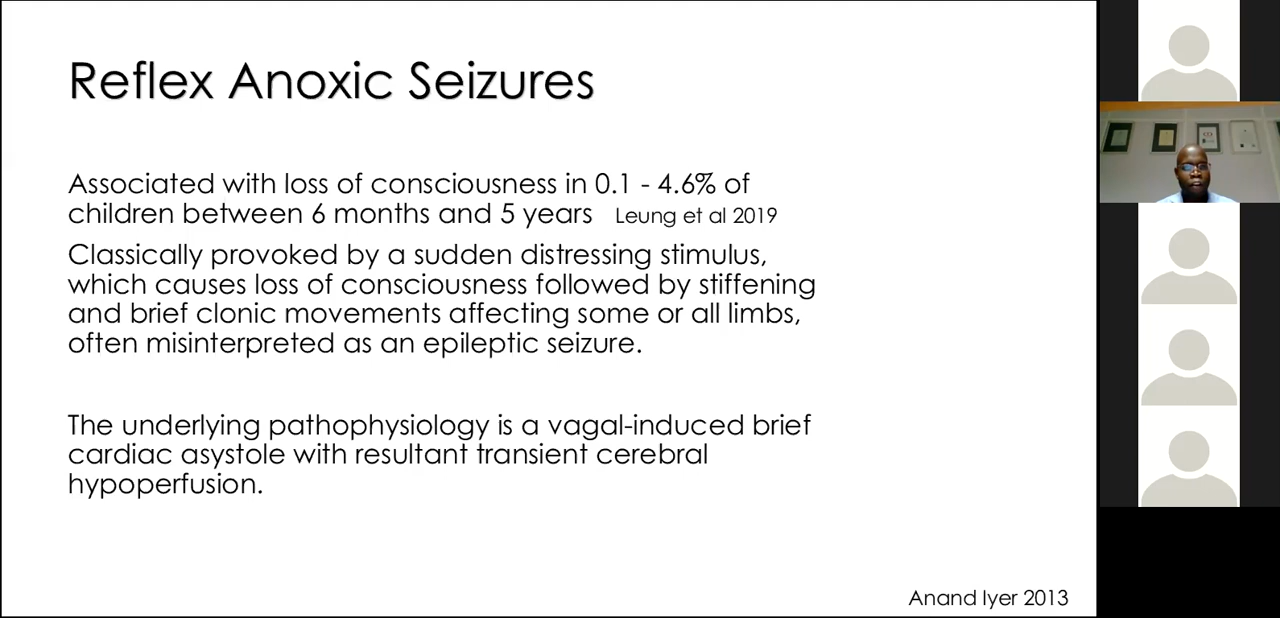 Reflex Anoxic Seizures
Associated with loss of consciousness in 0.1 - 4.6% of
children between 6 months and 5 years Leung et al 2019
Classically provoked by a sudden distressing stimulus,
which causes loss of consciousness followed by stiffening
and brief clonic movements affecting some or all limbs,
often misinterpreted as an epileptic seizure.
The underlying pathophysiology is a vagal-induced brief
cardiac asystole with resultant transient cerebral
hypoperfusion.
Anand Iyer 2013